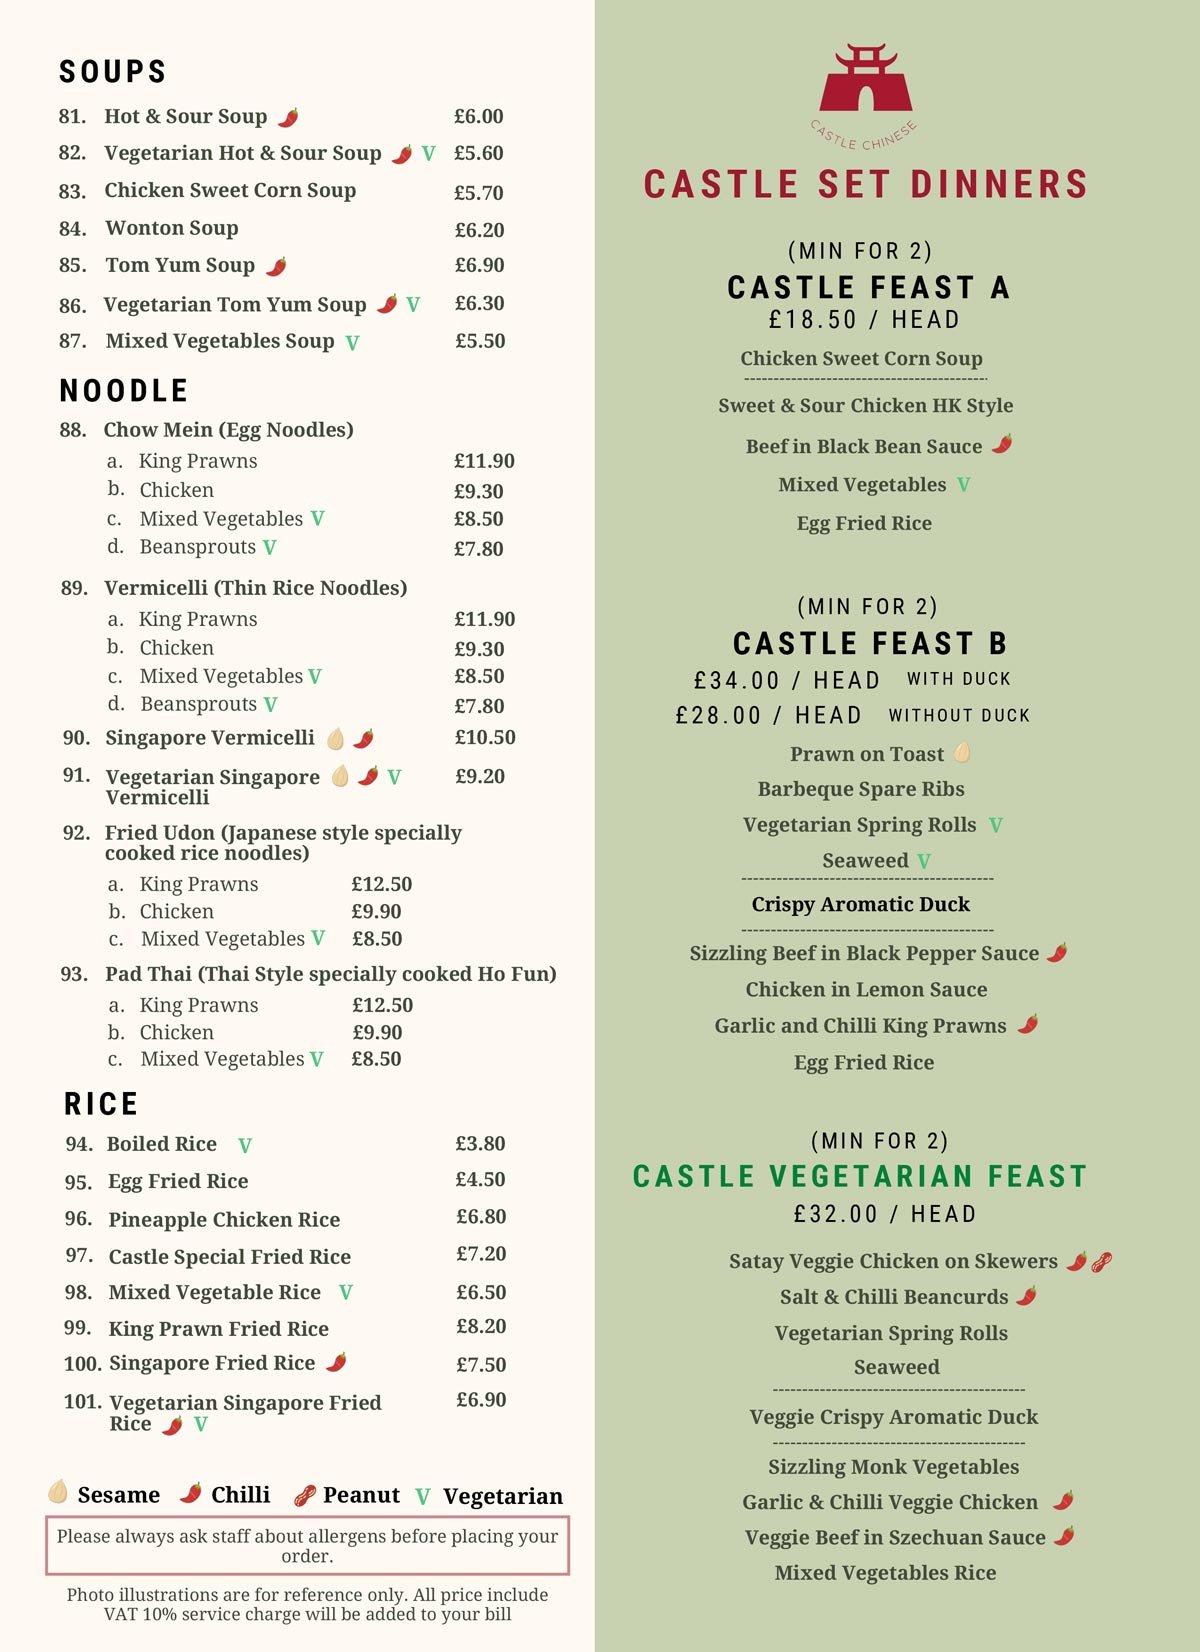 SOUPS
81. Hot & Sour Soup £6.00
82. Vegetarian Hot & Sour Soup V £5.60
83. Chicken Sweet Corn Soup £5.70
84. Wonton Soup £6.20
85. Tom Yum Soup £6.90
86. Vegetarian Tom Yum Soup V £6.30
87. Mixed Vegetables Soup V £5.50
NOODLE
88. Chow Mein (Egg Noodles)
a. King Prawns £11.90
b. Chicken £9.30
c. Mixed Vegetables V £8.50
d. Beansprouts V £7.80
89. Vermicelli (Thin Rice Noodles)
a. King Prawns £11.90
b. Chicken £9.30
c. Mixed Vegetables V £8.50
d. Beansprouts V £7.80
90. Singapore Vermicelli £10.50
91. Vegetarian Singapore V £9.20
Vermicelli
92. Fried Udon (Japanese style specially
cooked rice noodles)
a. King Prawns £12.50
b. Chicken £9.90
c. Mixed Vegetables V £8.50
93. Pad Thai (Thai Style specially cooked Ho Fun)
a. King Prawns £12.50
b. Chicken £9.90
c. Mixed Vegetables V £8.50
RICE
94. Boiled Rice V £3.80
95. Egg Fried Rice £4.50
96. Pineapple Chicken Rice £6.80
97. Castle Special Fried Rice £7.20
98. Mixed Vegetable Rice V £6.50
99. King Prawn Fried Rice £8.20
100. Singapore Fried Rice £7.50
101. Vegetarian Singapore Fried £6.90
Rice V
Sesame Chilli Peanut V Vegetarian
Please always ask staff about allergens before placing your
order.
Photo illustrations are for reference only. All price include
VAT 10% service charge will be added to your bill
CASTLE CHINESE
CASTLE SET DINNERS
(MIN FOR 2)
CASTLE FEAST A
£18.50 / HEAD
Chicken Sweet Corn Soup
Sweet & Sour Chicken HK Style
Beef in Black Bean Sauce
Mixed Vegetables V
Egg Fried Rice
(MIN FOR 2)
CASTLE FEAST B
£34.00 / HEAD WITH DUCK
£28.00 / HEAD WITHOUT DUCK
Prawn on Toast
Barbeque Spare Ribs
Vegetarian Spring Rolls V
Seaweed V
Crispy Aromatic Duck
Sizzling Beef in Black Pepper Sauce
Chicken in Lemon Sauce
Garlic and Chilli King Prawns
Egg Fried Rice
(MIN FOR 2)
CASTLE VEGETARIAN FEAST
£32.00 / HEAD
Satay Veggie Chicken on Skewers
Salt & Chilli Beancurds
Vegetarian Spring Rolls
Seaweed
Veggie Crispy Aromatic Duck
Sizzling Monk Vegetables
Garlic & Chilli Veggie Chicken
Veggie Beef in Szechuan Sauce
Mixed Vegetables Rice